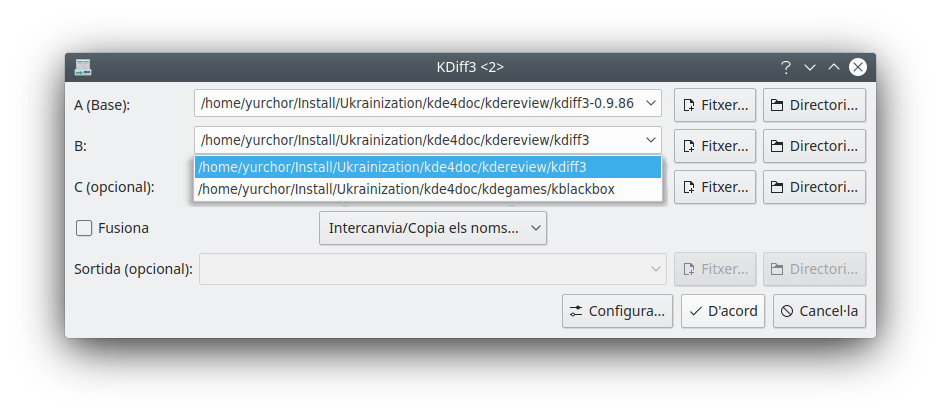 KDiff3 <2>
A (Base): /home/yurchor/Install/Ukrainization/kde4doc/kdereview/kdiff3-0.9.86 Fitxer... Directori...
B: /home/yurchor/Install/Ukrainization/kde4doc/kdereview/kdiff3 Fitxer... Directori...
/home/yurchor/Install/Ukrainization/kde4doc/kdereview/kdiff3
/home/yurchor/Install/Ukrainization/kde4doc/kdegames/kblackbox
C (opcional): Fitxer... Directori...
Fusiona Intercanvia/Copia els noms...
Sortida (opcional): Fitxer... Directori...
Configura... D'acord Cancel·la